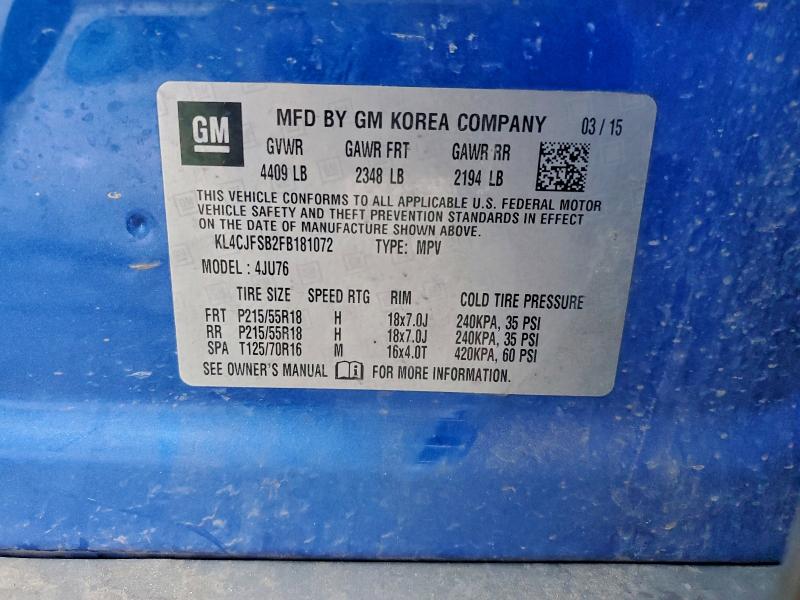 GM
MFD BY GM KOREA COMPANY 03 / 15
GVWR GAWR FRT GAWR RR
4409 LB 2348 LB 2194 LB
THIS VEHICLE CONFORMS TO ALL APPLICABLE U.S. FEDERAL MOTOR
VEHICLE SAFETY AND THEFT PREVENTION STANDARDS IN EFFECT
ON THE DATE OF MANUFACTURE SHOWN ABOVE.
KL4CJFSB2FB181072 TYPE: MPV
MODEL : 4JU76
TIRE SIZE SPEED RTG RIM COLD TIRE PRESSURE
FRT P215/55R18 H 18x7.0J 240KPA, 35 PSI
RR P215/55R18 H 18x7.0J 240KPA, 35 PSI
SPA T125/70R16 M 16x4.0T 420KPA, 60 PSI
SEE OWNER'S MANUAL FOR MORE INFORMATION.